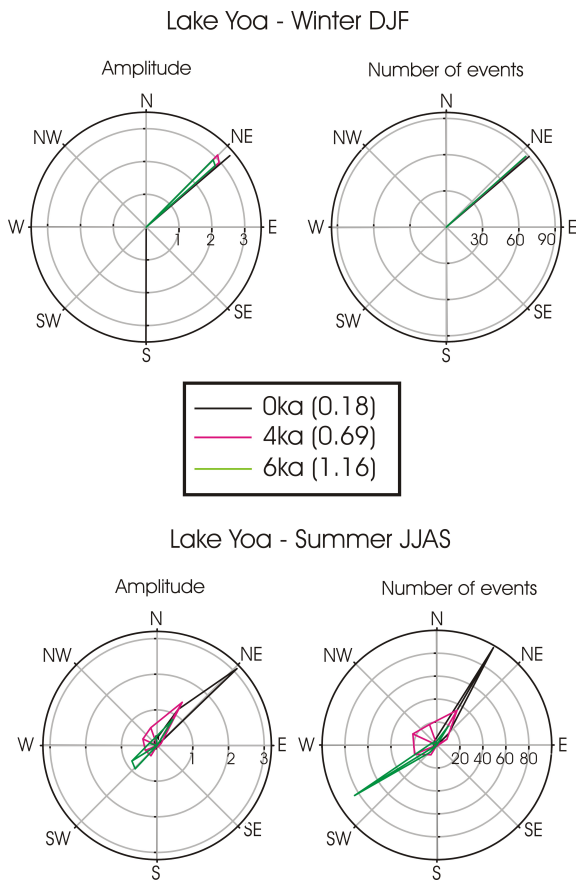 Lake Yoa - Winter DJF
Amplitude
Number of events
N
NW
NE
W
1
2
3
E
SW
SE
S
N
NW
NE
W
30
60
90
E
SW
SE
S
0ka (0.18)
4ka (0.69)
6ka (1.16)
Lake Yoa - Summer JJAS
Amplitude
Number of events
N
NW
NE
W
1
2
3
E
SW
SE
S
N
NW
NE
W
20 40 60 80
E
SW
SE
S